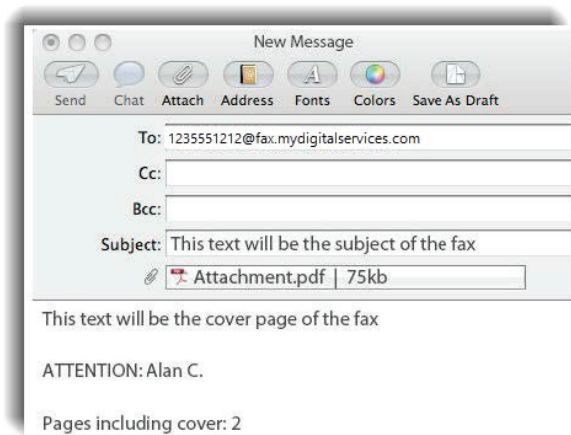 New Message
Send Chat Attach Address Fonts Colors Save As Draft
To: 1235551212@fax.mydigitalservices.com
Cc:
Bcc:
Subject: This text will be the subject of the fax
Attachment.pdf | 75kb
This text will be the cover page of the fax
ATTENTION: Alan C.
Pages including cover: 2